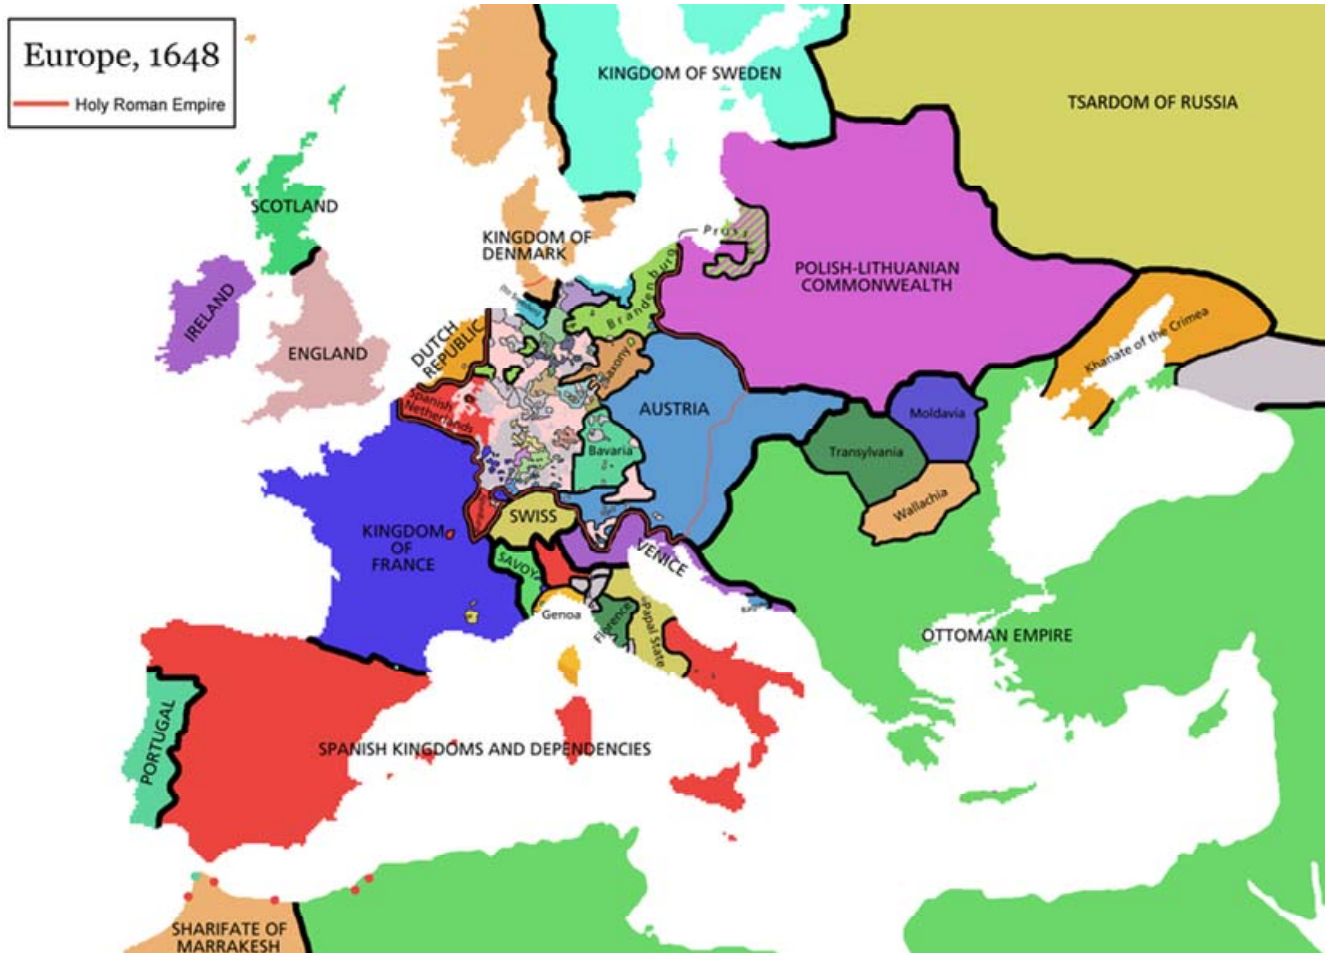 Europe, 1648
Holy Roman Empire
KINGDOM OF SWEDEN
TSARDOM OF RUSSIA
SCOTLAND
KINGDOM OF
DENMARK
IRELAND
ENGLAND
DUTCH
REPUBLIC
Brandenburg
POLISH-LITHUANIAN
COMMONWEALTH
Khanate of the Crimea
Saxony
Spanish
Netherlands
AUSTRIA
Bavaria
Moldavia
Transylvania
Wallachia
KINGDOM
OF
FRANCE
SWISS
SAVOY
VENICE
Genoa
Florence
Papal State
OTTOMAN EMPIRE
PORTUGAL
SPANISH KINGDOMS AND DEPENDENCIES
SHARIFATE OF
MARRAKESH